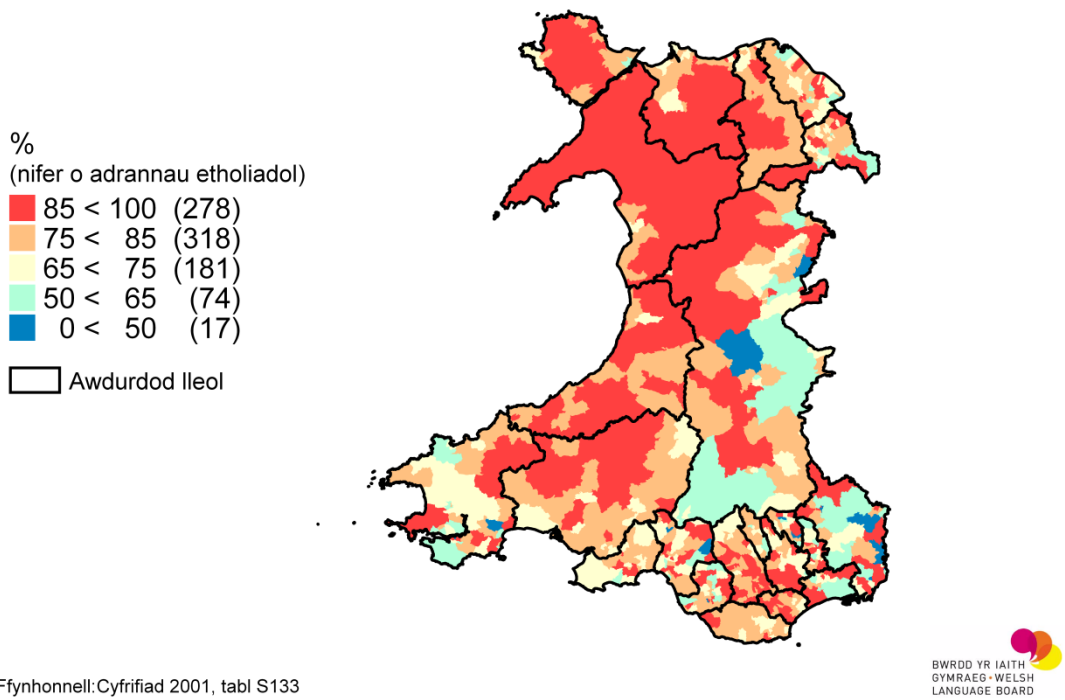 %
(nifer o adrannau etholiadol)
85 < 100 (278)
75 < 85 (318)
65 < 75 (181)
50 < 65 (74)
0 < 50 (17)
Awdurdod lleol
Ffynhonnell:Cyfrifiad 2001, tabl S133
BWRDD YR IAITH
GYMRAEG • WELSH
LANGUAGE BOARD